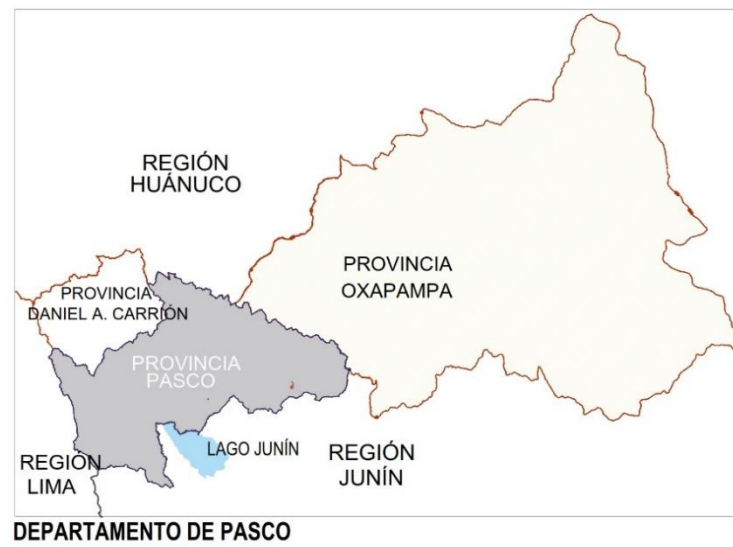 REGIÓN
HUÁNUCO
PROVINCIA
OXAPAMPA
PROVINCIA
DANIEL A. CARRIÓN
PROVINCIA
PASCO
LAGO JUNÍN
REGIÓN
JUNÍN
REGIÓN
LIMA
DEPARTAMENTO DE PASCO